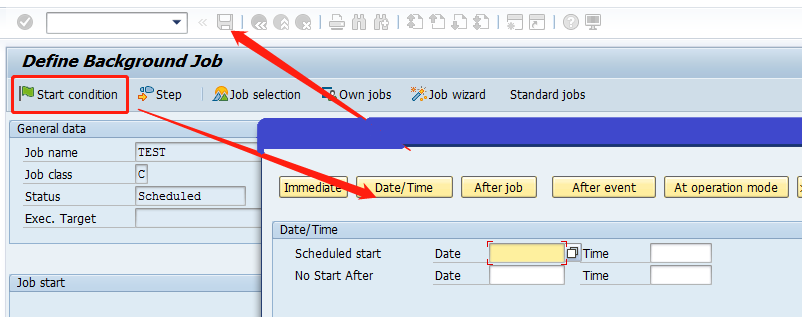 Define Background Job
Start condition Step Job selection Own jobs Job wizard Standard jobs
General data
Job name TEST
Job class C
Status Scheduled
Exec. Target
Job start
Immediate Date/Time After job After event At operation mode
Date/Time
Scheduled start Date Time
No Start After Date Time